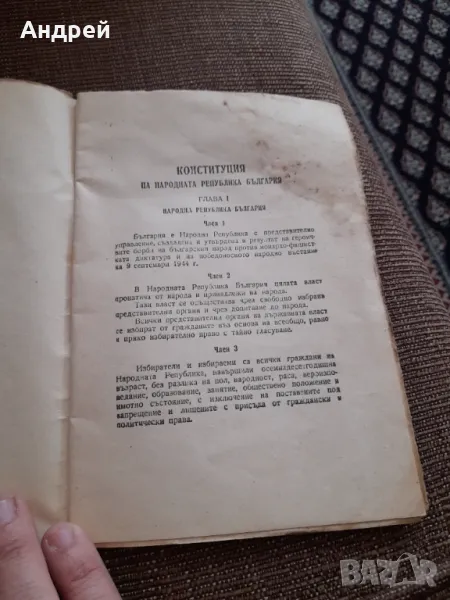 Андрей
КОНСТИТУЦИЯ
НА НАРОДНАТА РЕПУБЛИКА БЪЛГАРИЯ
ГЛАВА I
НАРОДНА РЕПУБЛИКА БЪЛГАРИЯ
Член 1
България е Народна Република с представително
управление, създадена и утвърдена в резултат на героич-
ните борби на българския народ против монархо-фашист-
ката диктатура и на победоносното народно въстание
на 9 септември 1944 г.
Член 2
В Народната Република България цялата власт
произтича от народа и принадлежи на народа.
Тази власт се осъществява чрез свободно избрани
представителни органи и чрез допитване до народа.
Всички представителни органи на държавната власт
се избират от гражданите въз основа на всеобщо, равно
и пряко избирателно право с тайно гласуване.
Член 3
Избиратели и избираеми са всички граждани на
Народната Република, навършили осемнадесетгодишна
възраст, без разлика на пол, народност, раса, вероизпо-
ведание, образование, занятие, обществено положение и
имотно състояние, с изключение на поставените под
запрещение и лишените с присъда от граждански и
политически права.
BAZAR